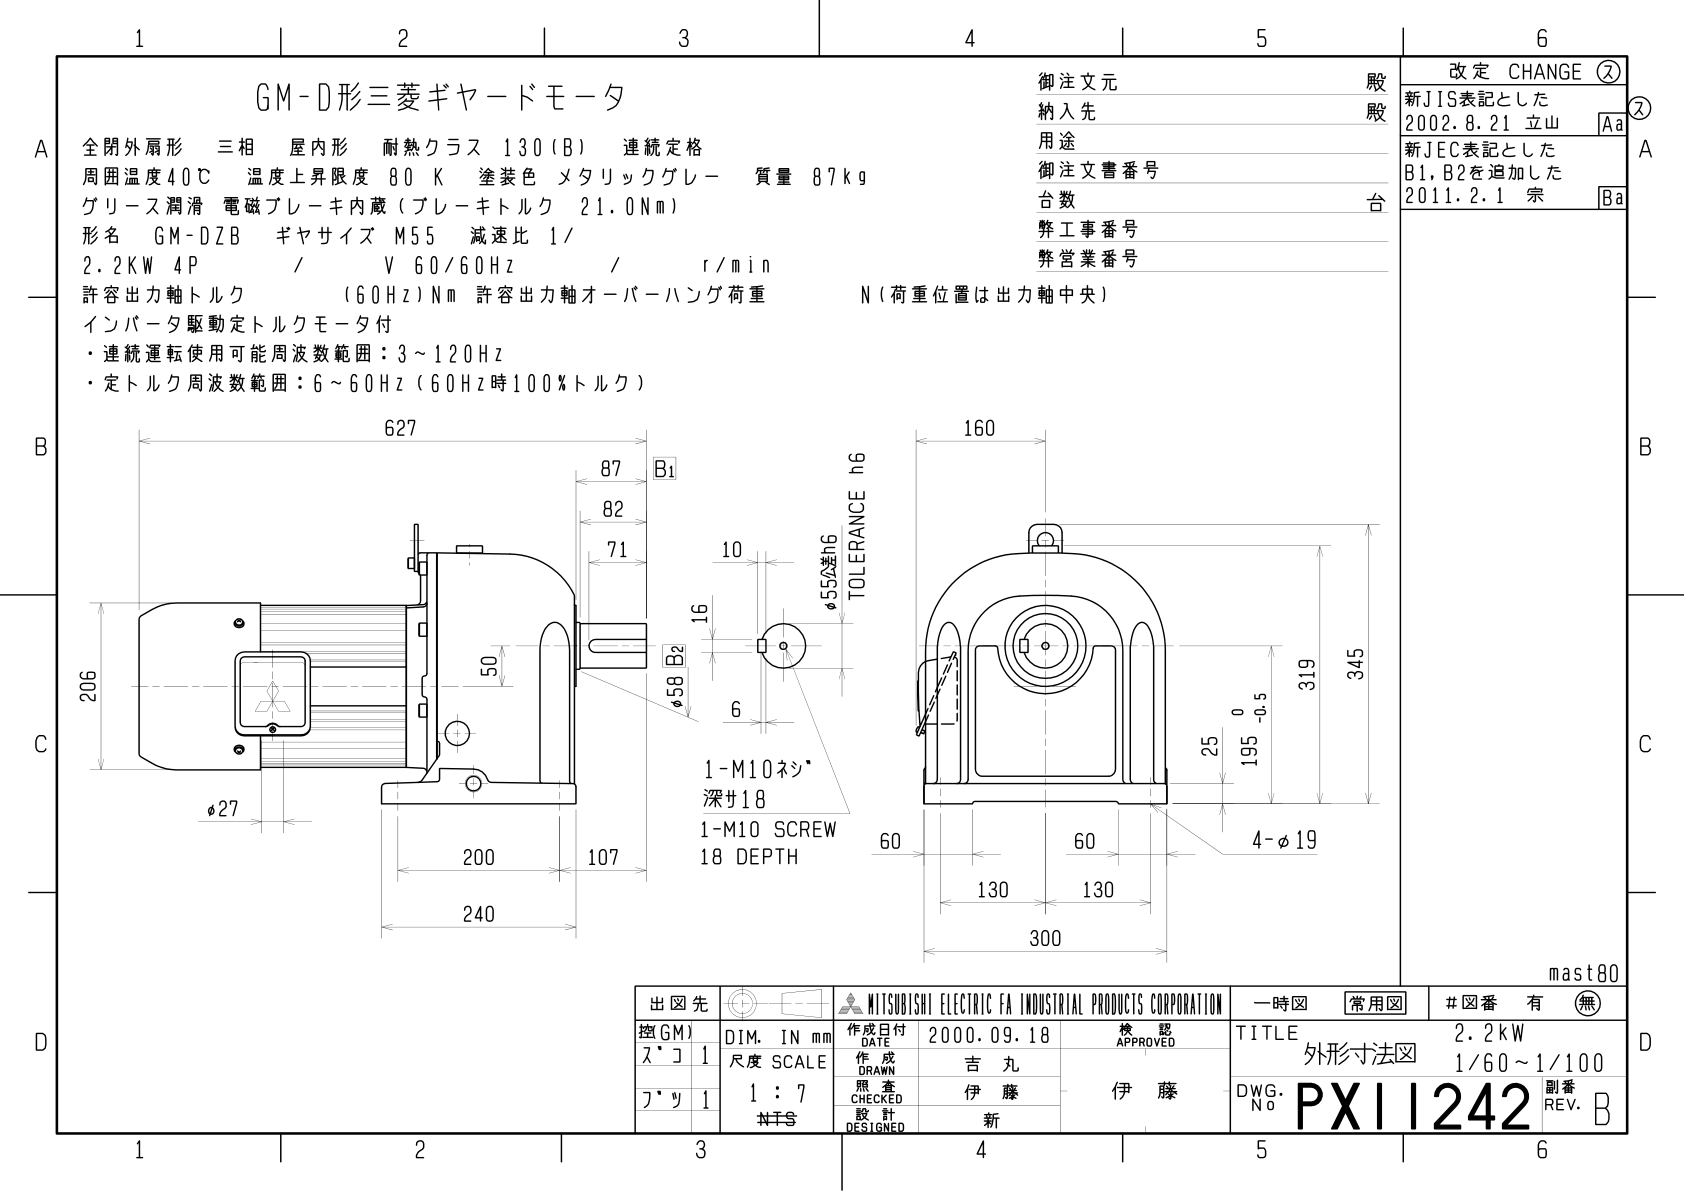 1 2 3 4 5 6
GM-D形三菱ギヤードモータ
全閉外扇形 三相 屋内形 耐熱クラス 130(B) 連続定格
周囲温度40℃ 温度上昇限度 80 K 塗装色 メタリックグレー 質量 87kg
グリース潤滑 電磁ブレーキ内蔵(ブレーキトルク 21.0Nm)
形名 GM-DZB ギヤサイズ M55 減速比 1/
2.2KW 4P / V 60/60Hz / r/min
許容出力軸トルク (60Hz)Nm 許容出力軸オーバーハング荷重 N(荷重位置は出力軸中央)
インバータ駆動定トルクモータ付
・連続運転使用可能周波数範囲:3~120Hz
・定トルク周波数範囲:6~60Hz(60Hz時100%トルク)
御注文元 殿
納入先 殿
用途
御注文書番号
台数 台
弊工事番号
弊営業番号
改定 CHANGE ス
新JIS表記とした
2002.8.21 立山 Aa
新JEC表記とした
B1,B2を追加した
2011.2.1 宗 Ba
ス
A A
B B
C C
D D
627
87 B1
82
71
50
206
φ27
200 107
240
φ58 B2
10
16
6
φ55公差h6
TOLERANCE h6
1-M10ネジ
深サ18
1-M10 SCREW
18 DEPTH
160
345
319
195 0 -0.5
25
4-φ19
60 60
130 130
300
mast80
出図先
控(GM)
ズコ 1
ブツ 1
DIM. IN mm
尺度 SCALE
1 : 7
NTS
MITSUBISHI ELECTRIC FA INDUSTRIAL PRODUCTS CORPORATION
作成日付 DATE 2000.09.18
作成 DRAWN 吉丸
照査 CHECKED 伊藤
設計 DESIGNED 新
検認 APPROVED
伊藤
一時図 常用図 #図番 有 無
TITLE 外形寸法図
2.2kW
1/60~1/100
DWG. No PX11242
副番 REV. B
1 2 3 4 5 6